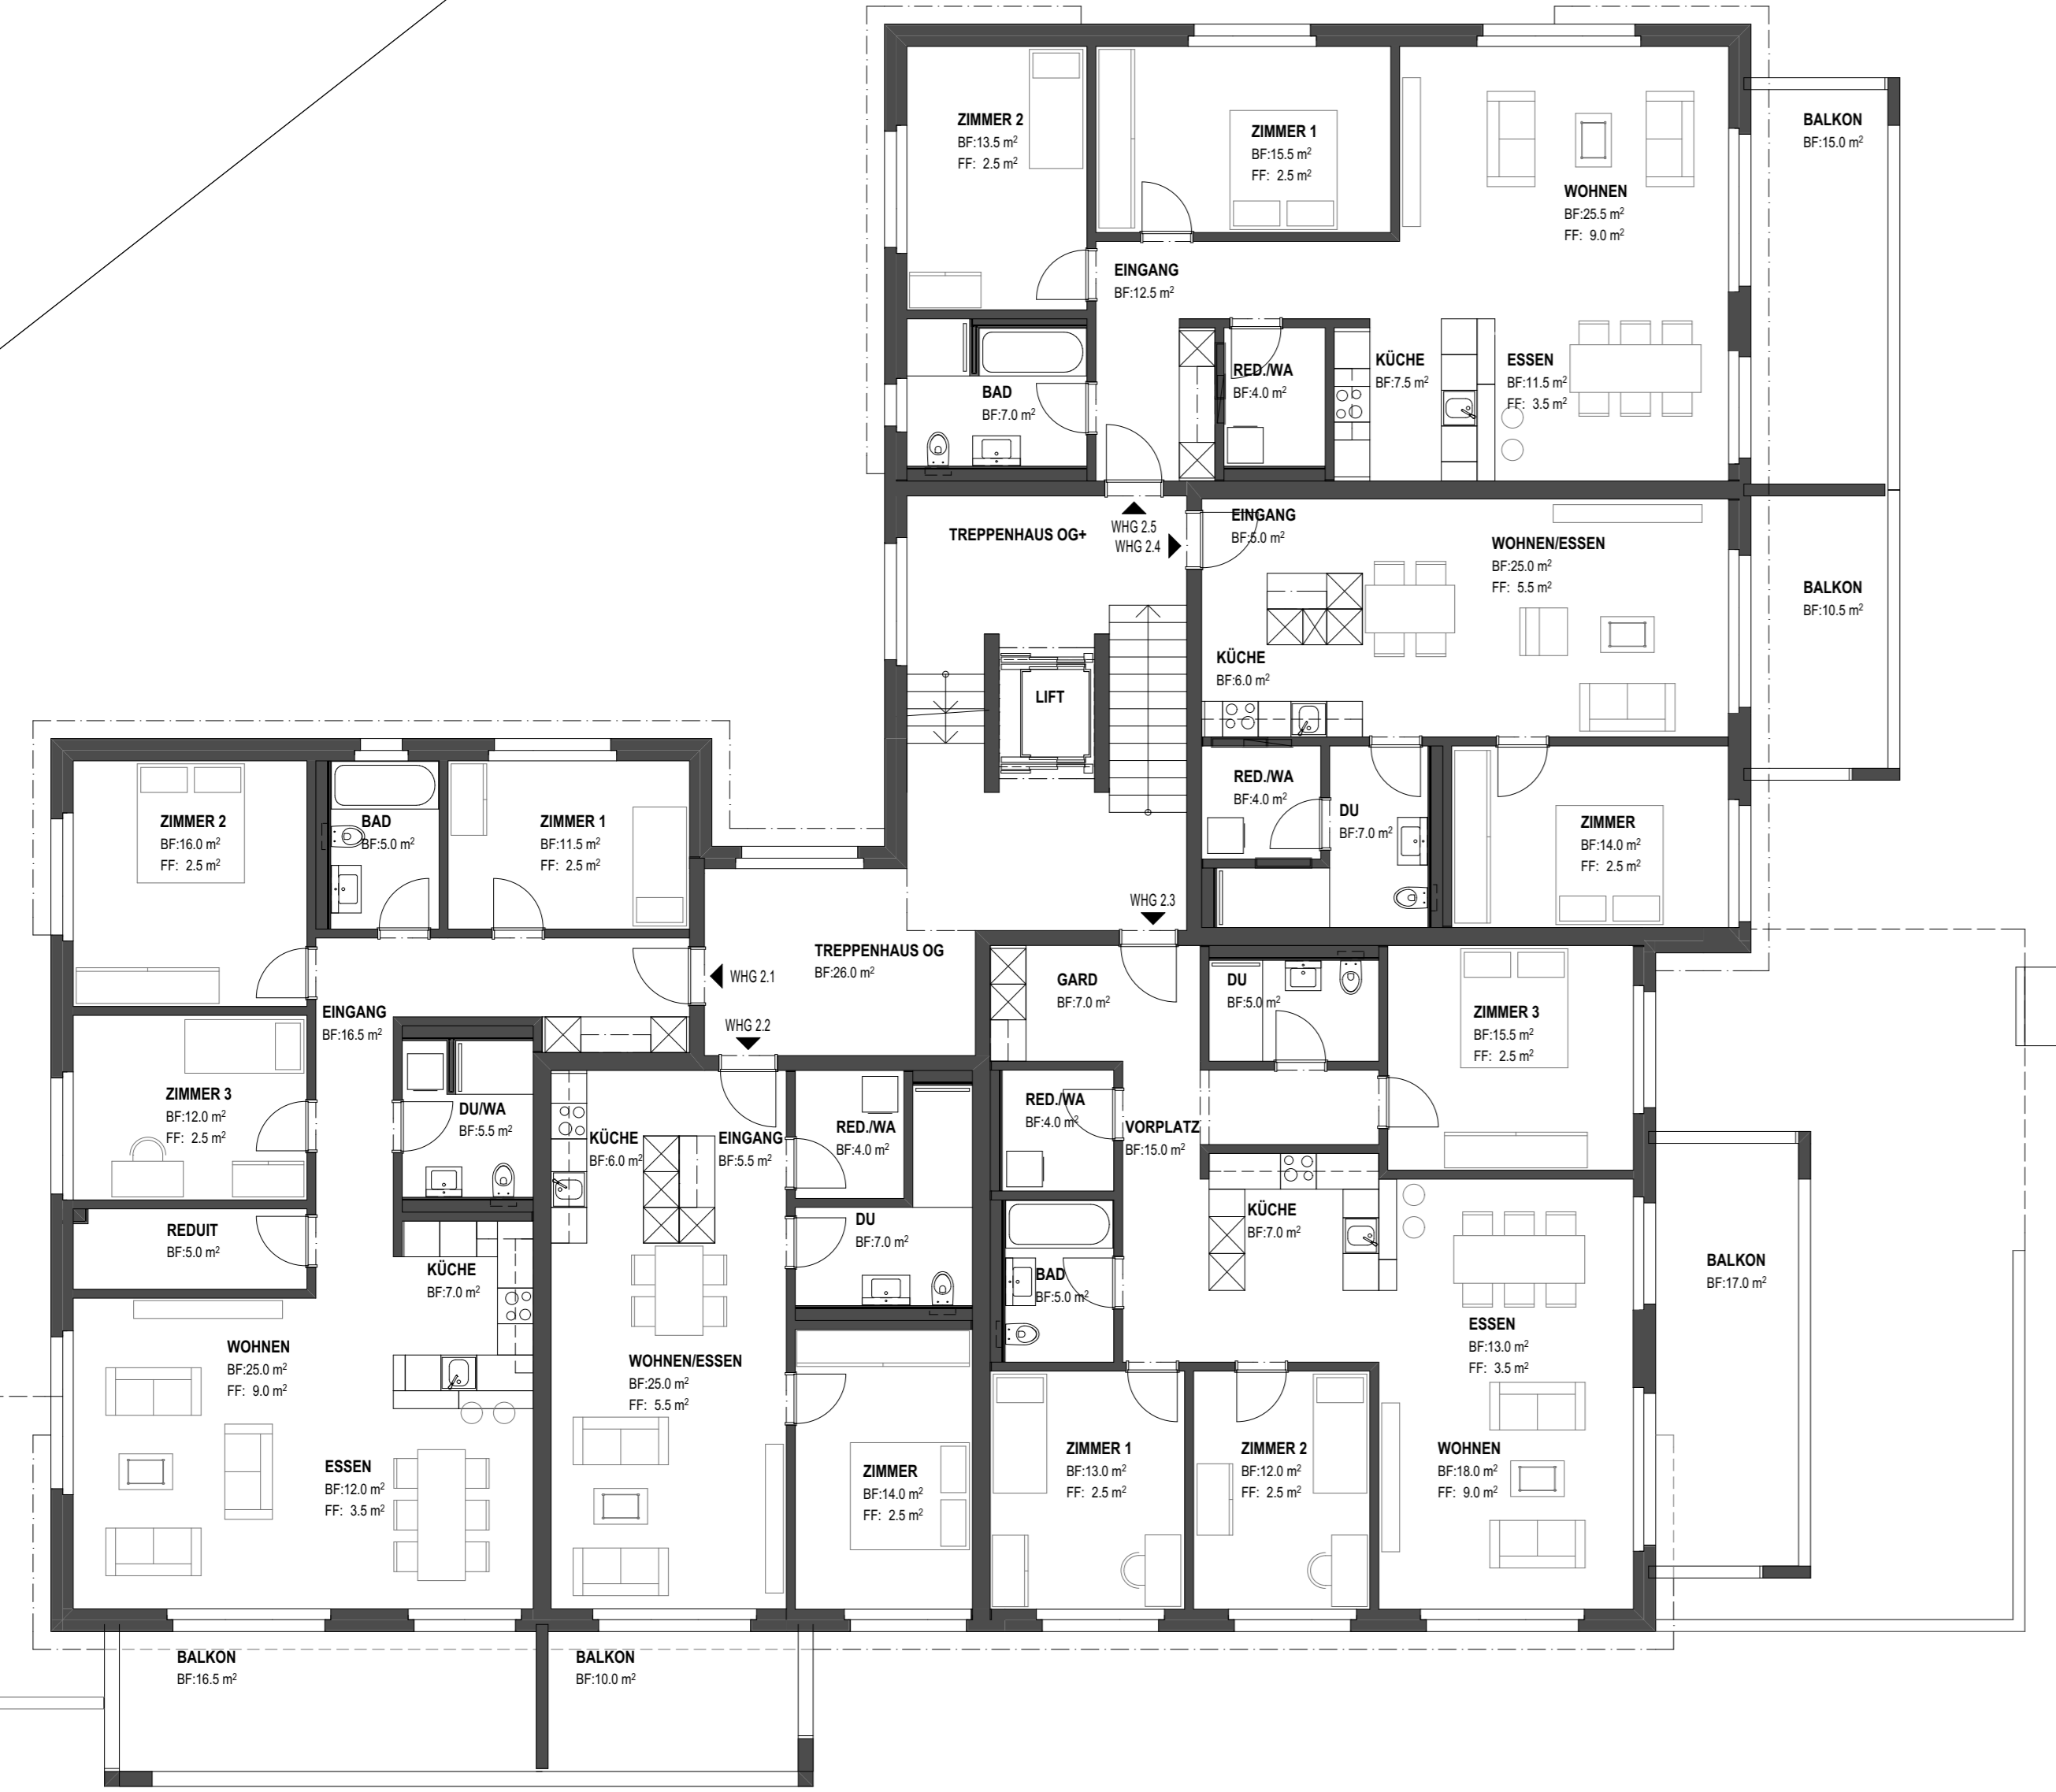 ZIMMER 2
BF:13.5 m²
FF: 2.5 m²
ZIMMER 1
BF:15.5 m²
FF: 2.5 m²
WOHNEN
BF:25.5 m²
FF: 9.0 m²
BALKON
BF:15.0 m²
EINGANG
BF:12.5 m²
BAD
BF:7.0 m²
RED./WA
BF:4.0 m²
KÜCHE
BF:7.5 m²
ESSEN
BF:11.5 m²
FF: 3.5 m²
TREPPENHAUS OG+
WHG 2.5
WHG 2.4
EINGANG
BF:5.0 m²
WOHNEN/ESSEN
BF:25.0 m²
FF: 5.5 m²
BALKON
BF:10.5 m²
KÜCHE
BF:6.0 m²
LIFT
RED./WA
BF:4.0 m²
DU
BF:7.0 m²
ZIMMER
BF:14.0 m²
FF: 2.5 m²
ZIMMER 2
BF:16.0 m²
FF: 2.5 m²
BAD
BF:5.0 m²
ZIMMER 1
BF:11.5 m²
FF: 2.5 m²
WHG 2.3
TREPPENHAUS OG
BF:26.0 m²
WHG 2.1
WHG 2.2
EINGANG
BF:16.5 m²
GARD
BF:7.0 m²
DU
BF:5.0 m²
ZIMMER 3
BF:15.5 m²
FF: 2.5 m²
ZIMMER 3
BF:12.0 m²
FF: 2.5 m²
DU/WA
BF:5.5 m²
KÜCHE
BF:6.0 m²
EINGANG
BF:5.5 m²
RED./WA
BF:4.0 m²
RED./WA
BF:4.0 m²
VORPLATZ
BF:15.0 m²
REDUIT
BF:5.0 m²
DU
BF:7.0 m²
KÜCHE
BF:7.0 m²
KÜCHE
BF:7.0 m²
BAD
BF:5.0 m²
BALKON
BF:17.0 m²
WOHNEN
BF:25.0 m²
FF: 9.0 m²
WOHNEN/ESSEN
BF:25.0 m²
FF: 5.5 m²
ESSEN
BF:13.0 m²
FF: 3.5 m²
ESSEN
BF:12.0 m²
FF: 3.5 m²
ZIMMER
BF:14.0 m²
FF: 2.5 m²
ZIMMER 1
BF:13.0 m²
FF: 2.5 m²
ZIMMER 2
BF:12.0 m²
FF: 2.5 m²
WOHNEN
BF:18.0 m²
FF: 9.0 m²
BALKON
BF:16.5 m²
BALKON
BF:10.0 m²